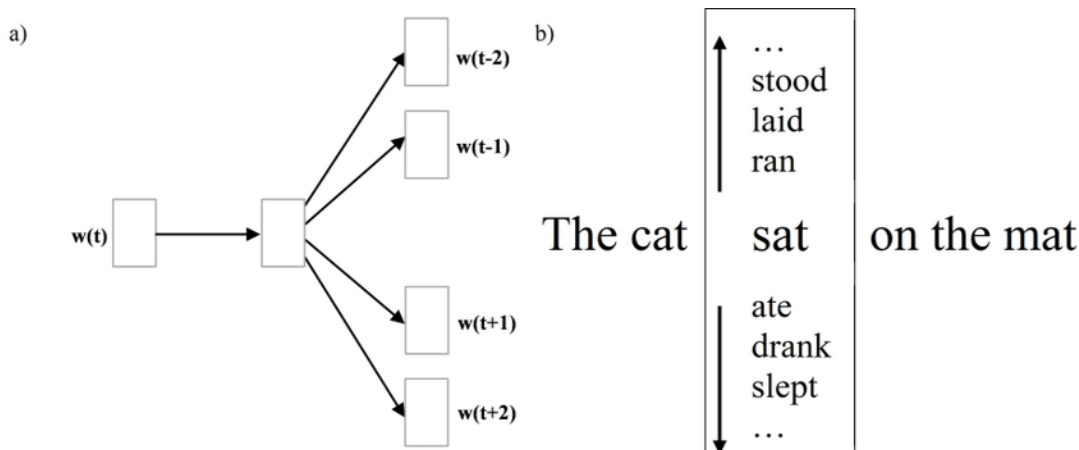 a)
w(t-2)
w(t-1)
w(t)
w(t+1)
w(t+2)
b)
…
stood
laid
ran
The cat sat on the mat
ate
drank
slept
…